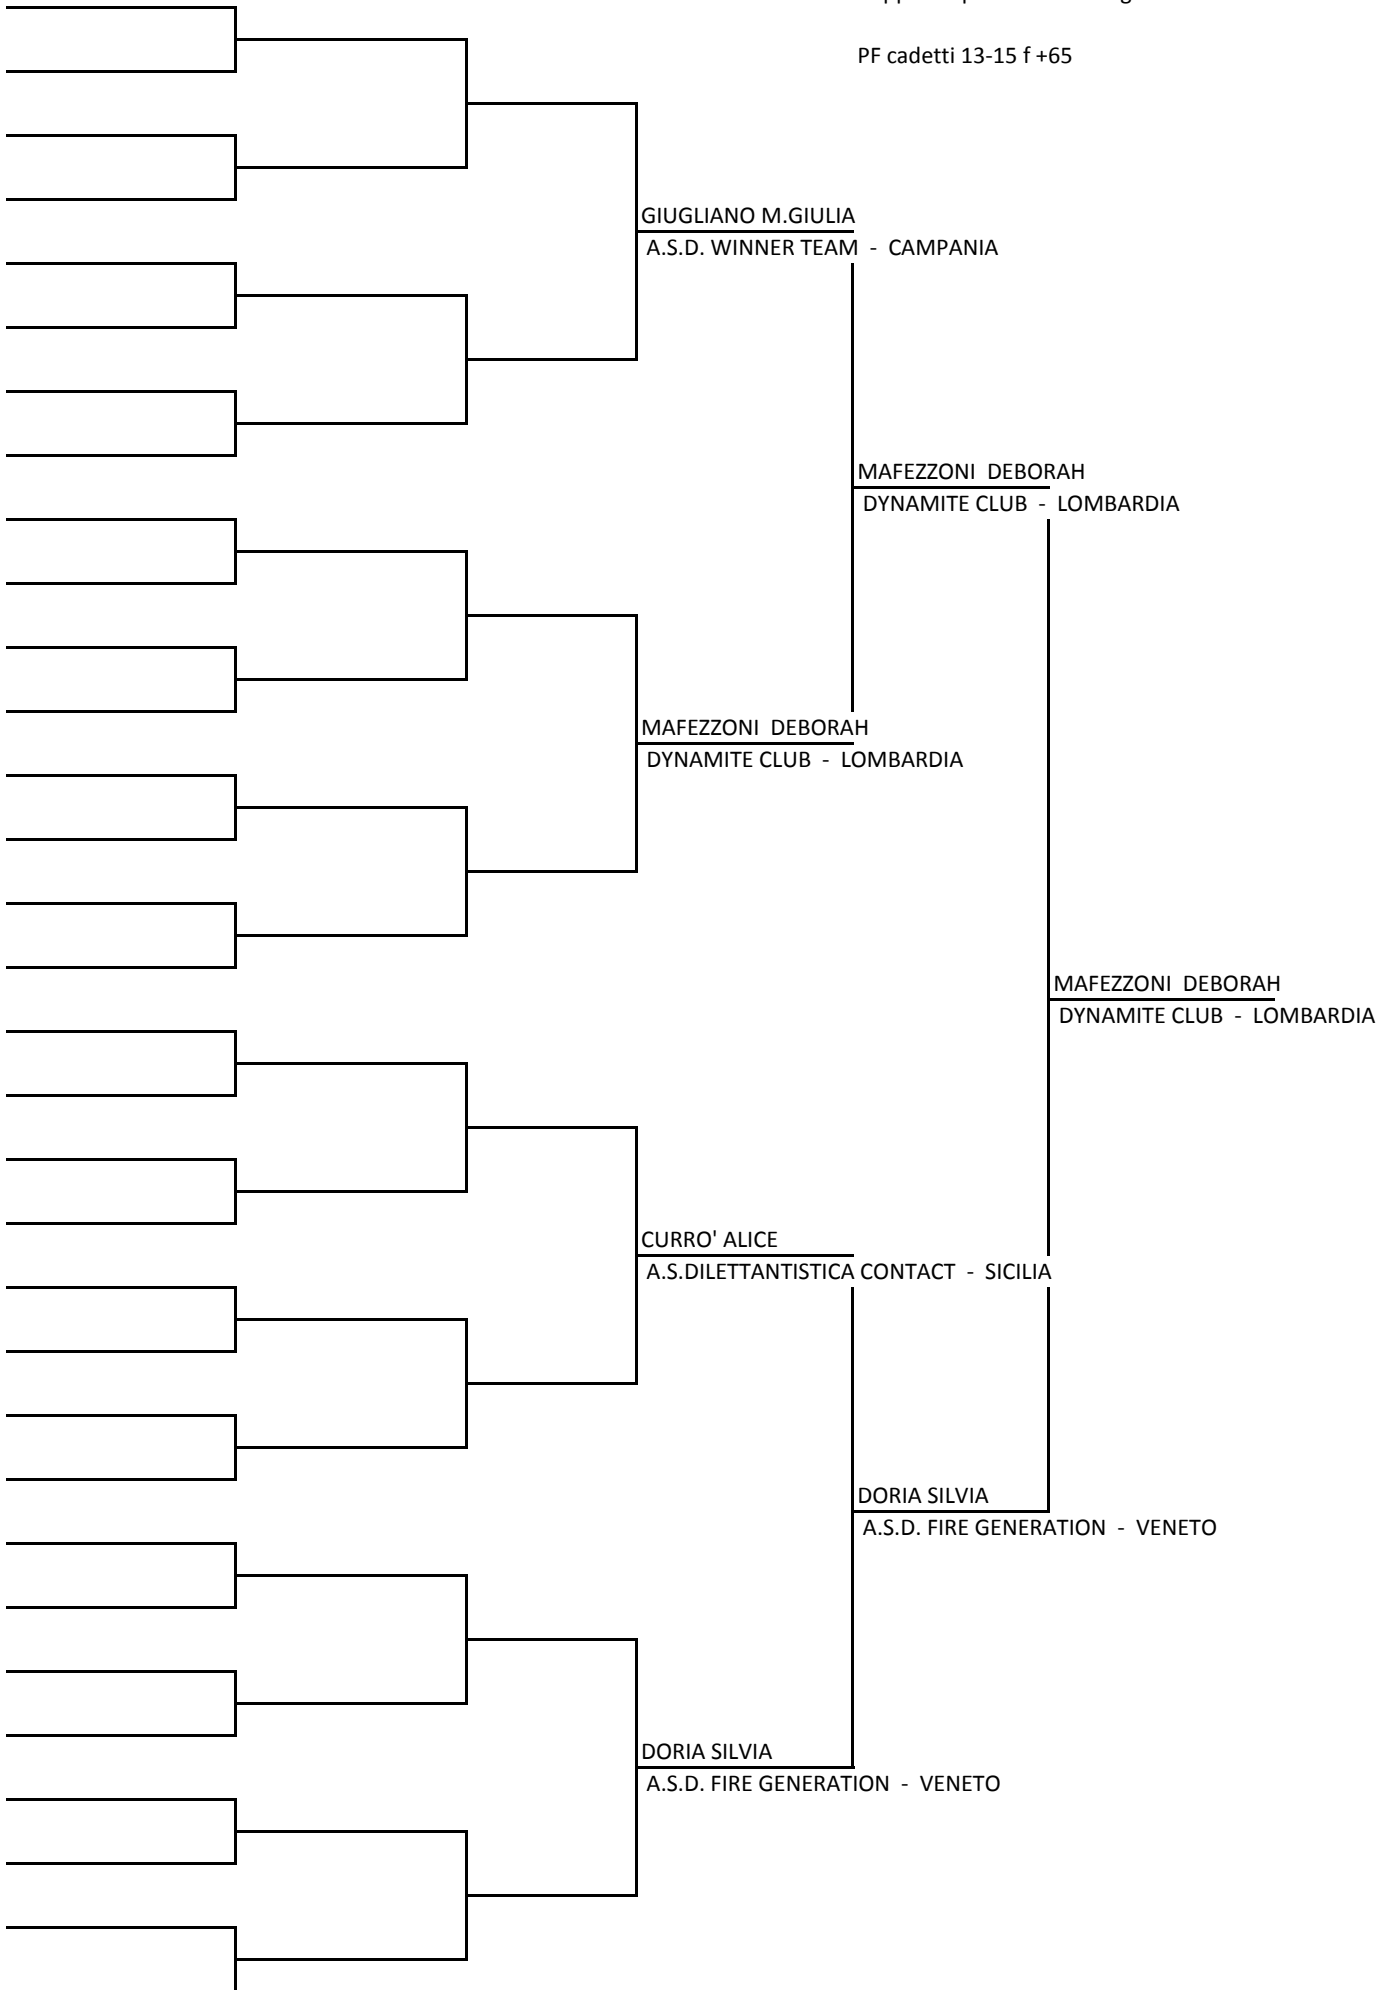 PF cadetti 13-15 f +65
GIUGLIANO M.GIULIA
A.S.D. WINNER TEAM - CAMPANIA
MAFEZZONI DEBORAH
DYNAMITE CLUB - LOMBARDIA
MAFEZZONI DEBORAH
DYNAMITE CLUB - LOMBARDIA
MAFEZZONI DEBORAH
DYNAMITE CLUB - LOMBARDIA
CURRO' ALICE
A.S.DILETTANTISTICA CONTACT - SICILIA
DORIA SILVIA
A.S.D. FIRE GENERATION - VENETO
DORIA SILVIA
A.S.D. FIRE GENERATION - VENETO